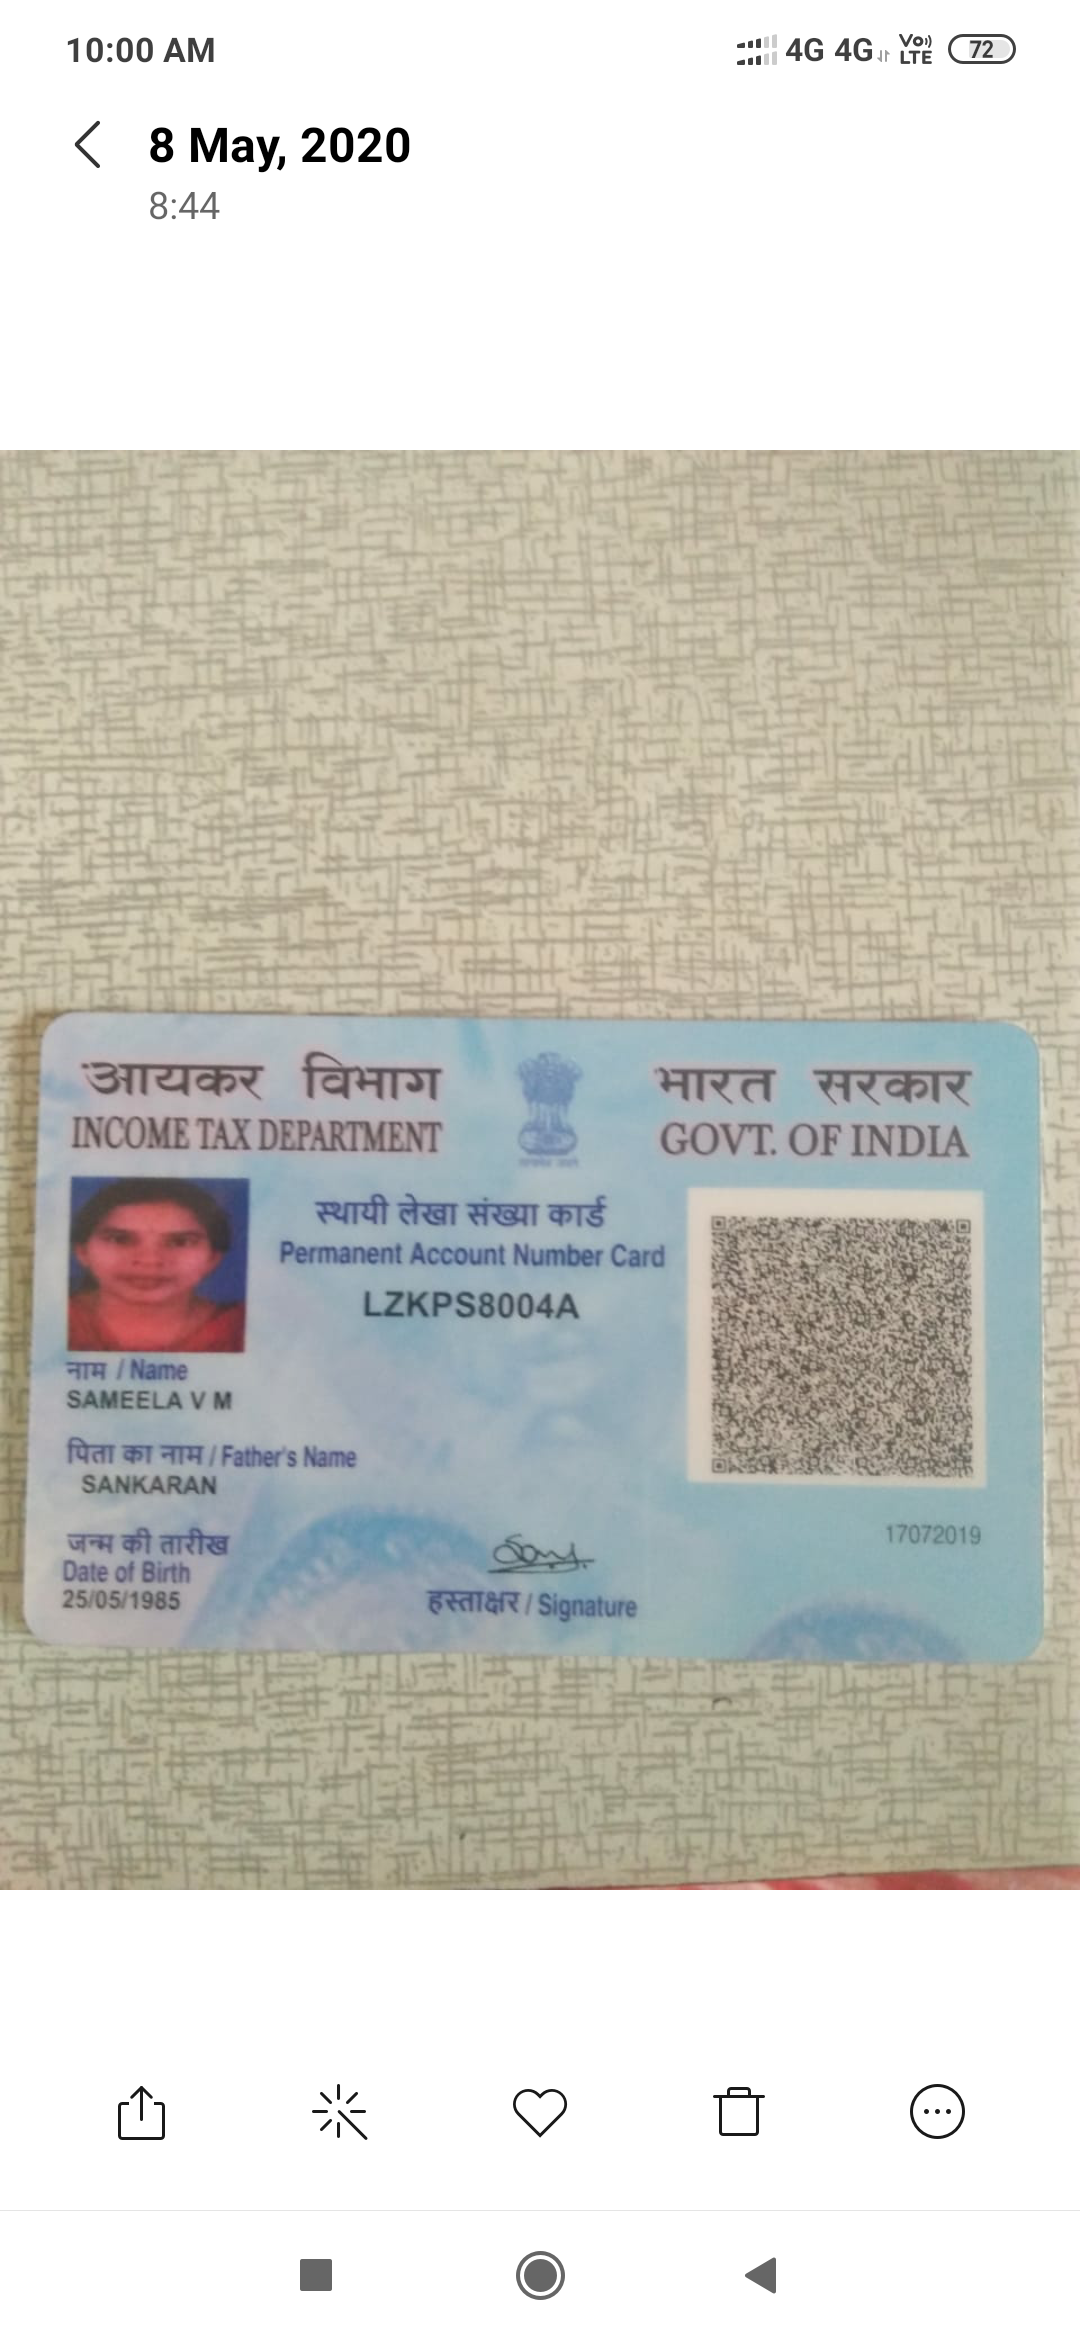 10:00 AM
4G 4G VoLTE 72
8 May, 2020
8:44
आयकर विभाग
INCOME TAX DEPARTMENT
भारत सरकार
GOVT. OF INDIA
स्थायी लेखा संख्या कार्ड
Permanent Account Number Card
LZKPS8004A
नाम / Name
SAMEELA V M
पिता का नाम / Father's Name
SANKARAN
17072019
जन्म की तारीख
Date of Birth
25/05/1985
हस्ताक्षर / Signature